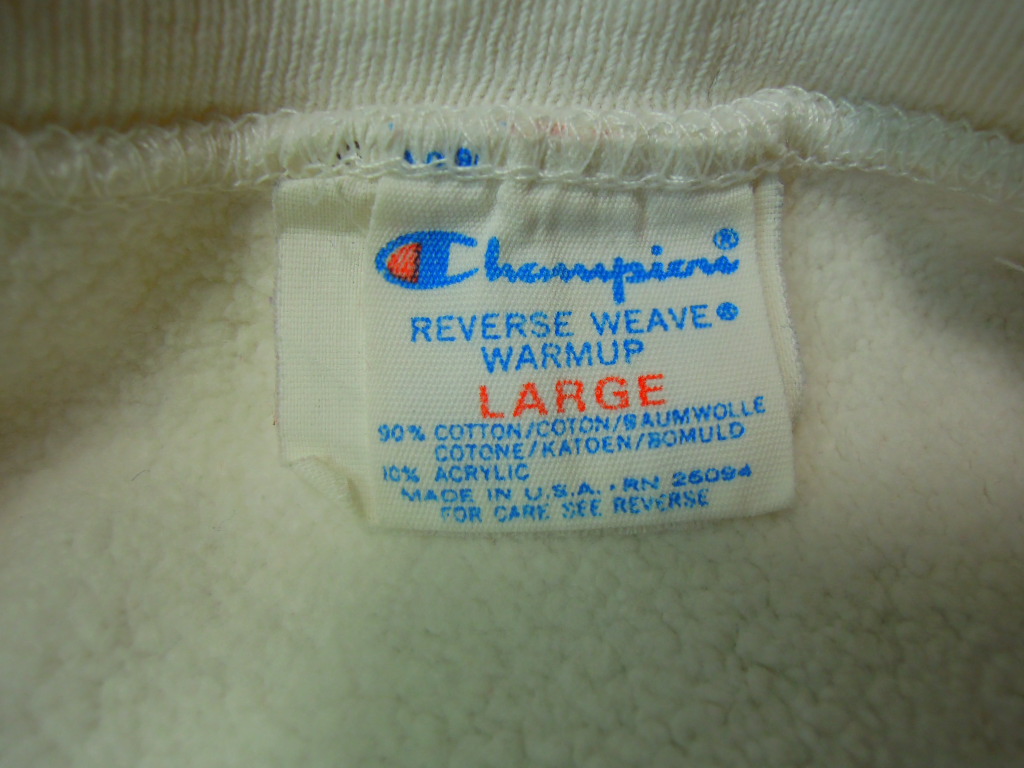 Champion®
REVERSE WEAVE®
WARMUP
LARGE
90% COTTON/COTON/BAUMWOLLE
COTONE/KATOEN/BOMULD
10% ACRYLIC
MADE IN U.S.A. · RN 26094
FOR CARE SEE REVERSE